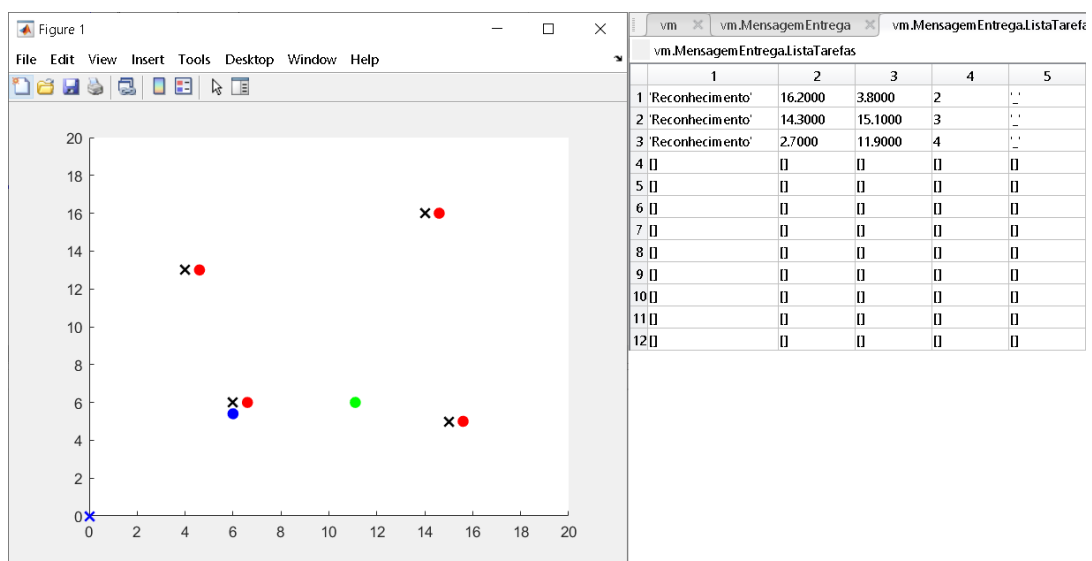 Figure 1
File Edit View Insert Tools Desktop Window Help
20
18
16
14
12
10
8
6
4
2
0
0 2 4 6 8 10 12 14 16 18 20
vm vm.MensagemEntrega vm.MensagemEntrega.ListaTarefa
vm.MensagemEntrega.ListaTarefas
1 2 3 4 5
1 'Reconhecimento' 16.2000 3.8000 2 '_'
2 'Reconhecimento' 14.3000 15.1000 3 '_'
3 'Reconhecimento' 2.7000 11.9000 4 '_'
4 [] [] [] [] []
5 [] [] [] [] []
6 [] [] [] [] []
7 [] [] [] [] []
8 [] [] [] [] []
9 [] [] [] [] []
10 [] [] [] [] []
11 [] [] [] [] []
12 [] [] [] [] []